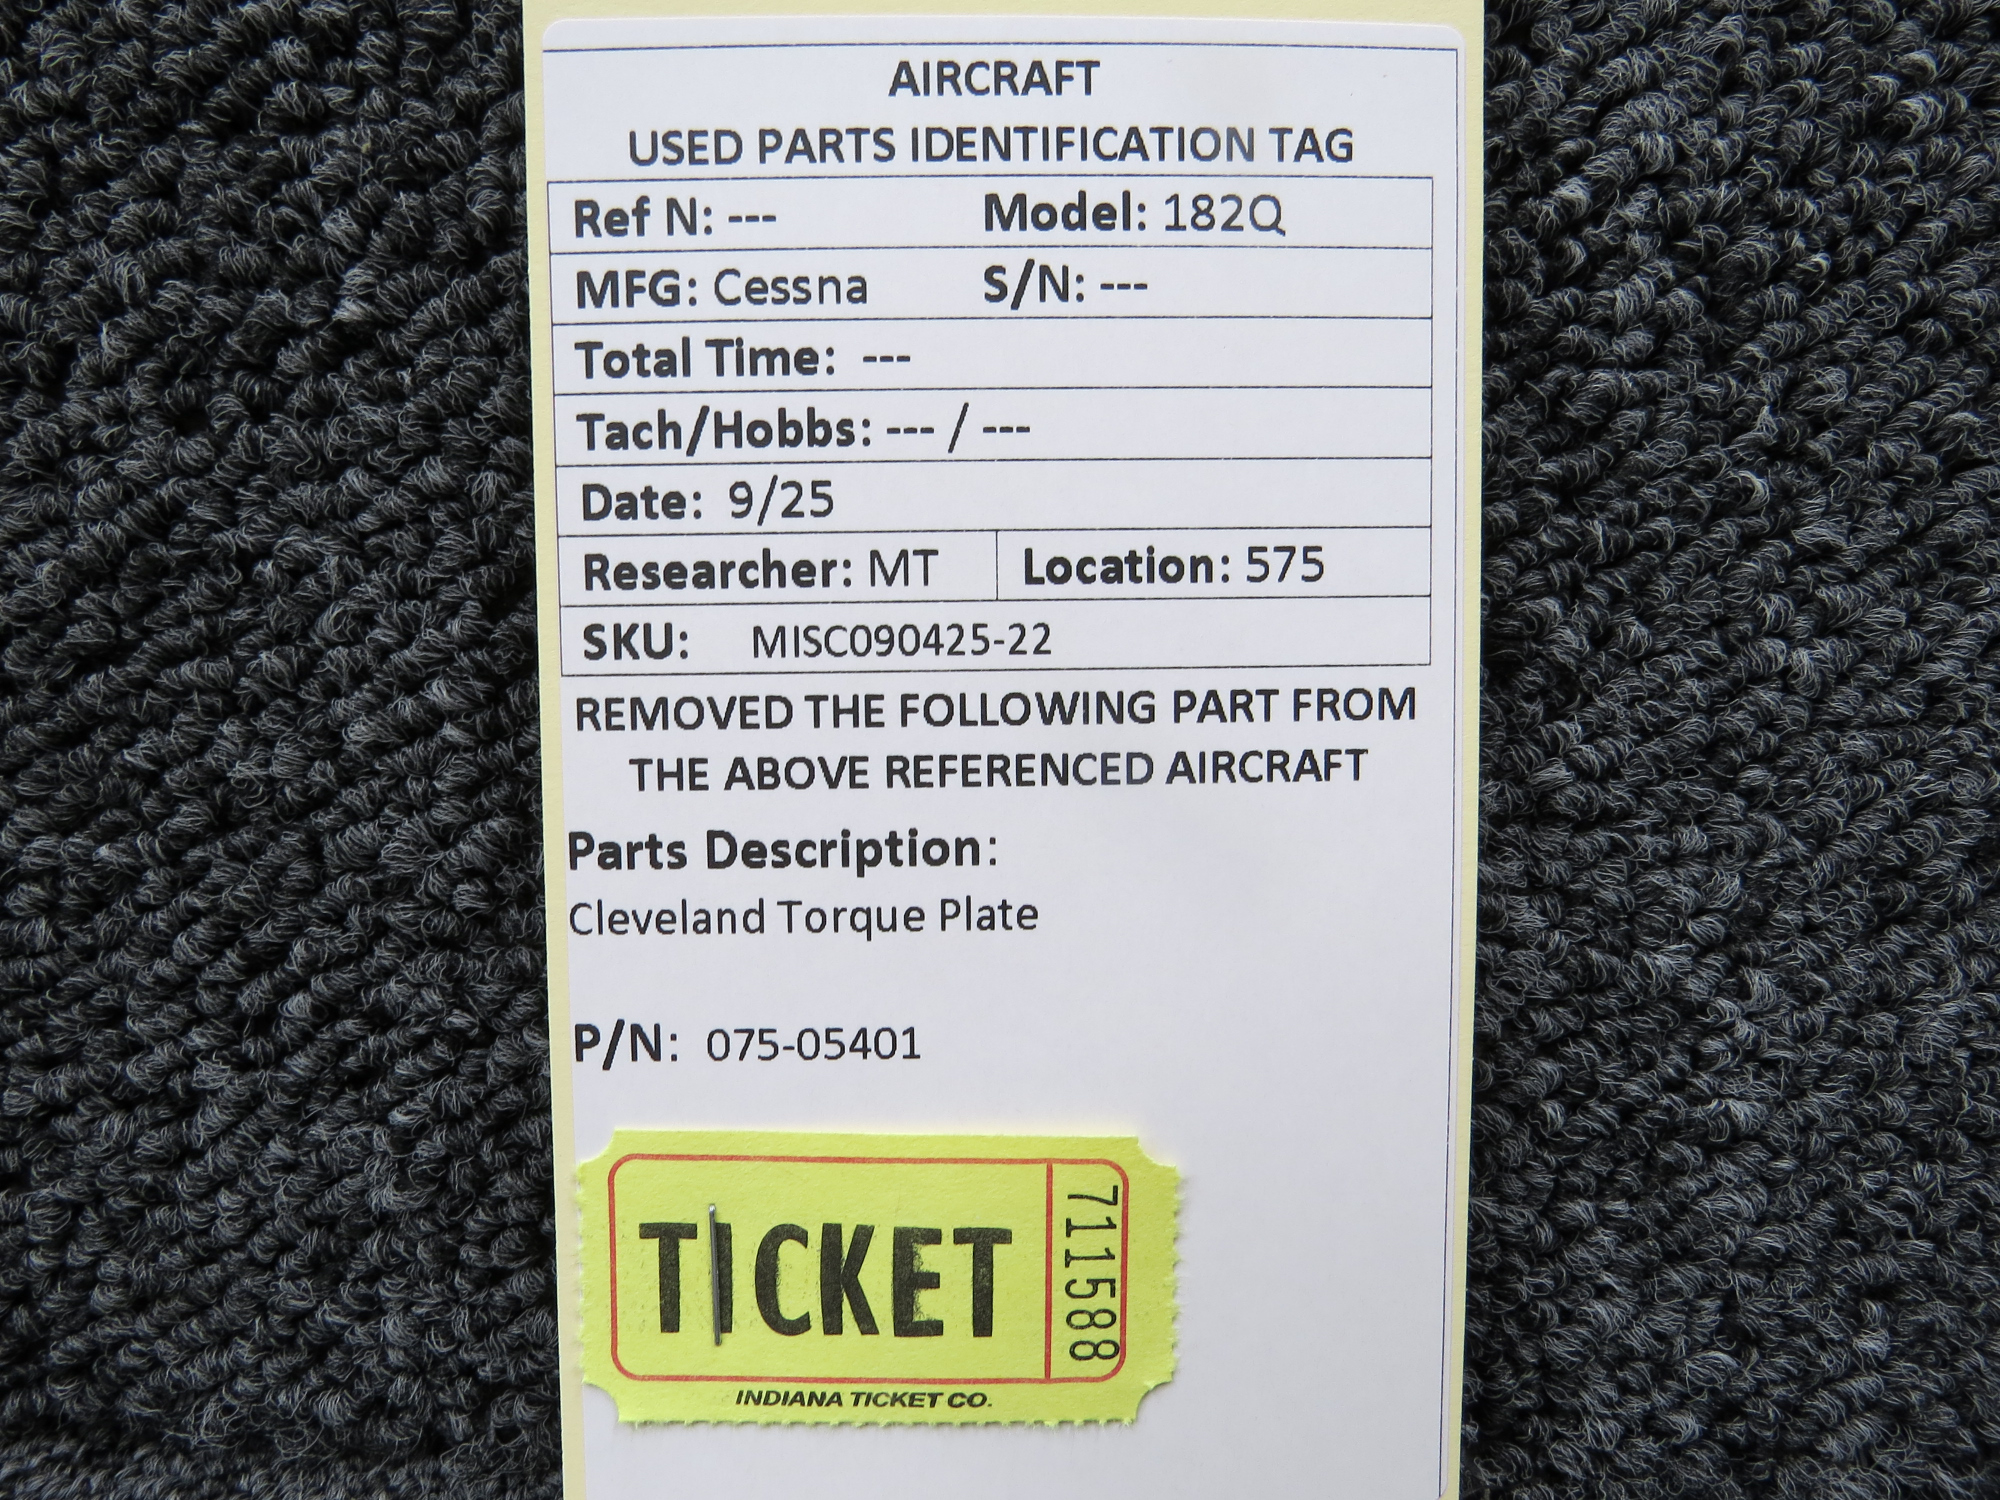 AIRCRAFT
USED PARTS IDENTIFICATION TAG
Ref N: --- Model: 182Q
MFG: Cessna S/N: ---
Total Time: ---
Tach/Hobbs: --- / ---
Date: 9/25
Researcher: MT Location: 575
SKU: MISC090425-22
REMOVED THE FOLLOWING PART FROM
THE ABOVE REFERENCED AIRCRAFT
Parts Description:
Cleveland Torque Plate
P/N: 075-05401
TICKET
711588
INDIANA TICKET CO.